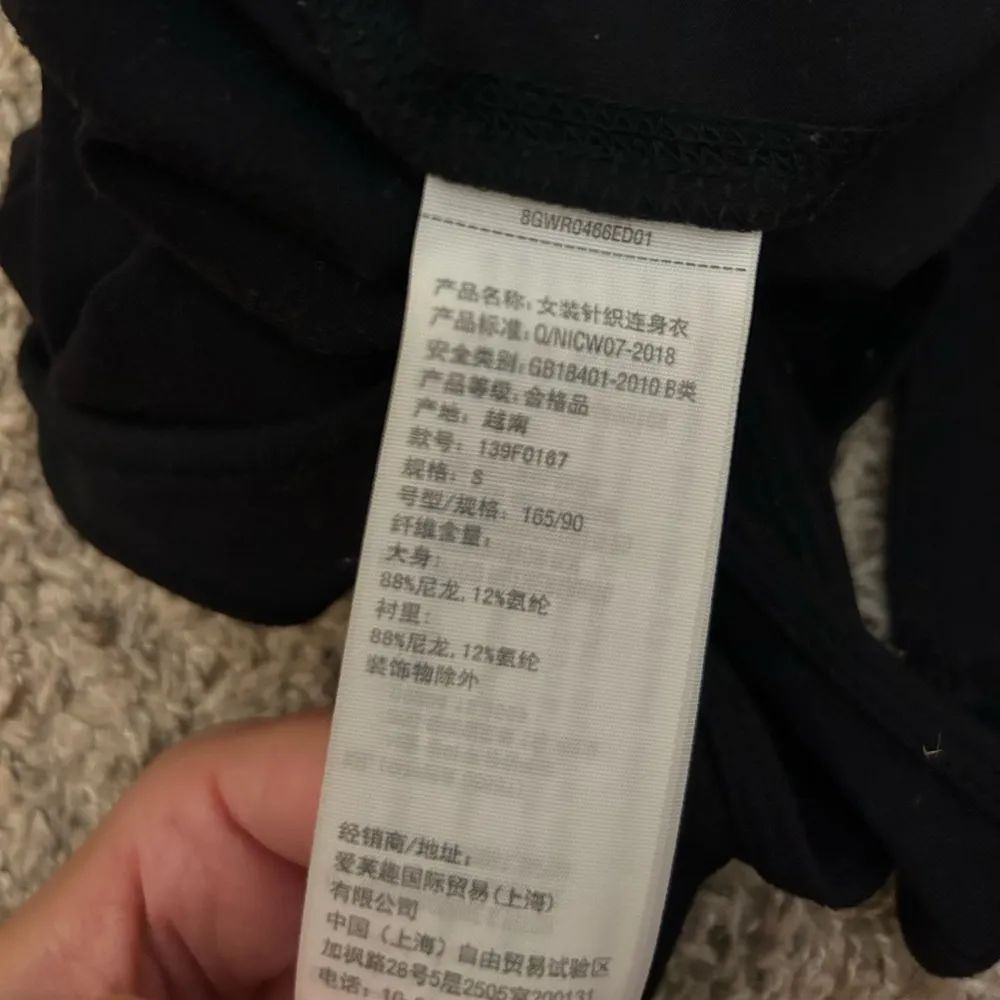 8GWR0466ED01
产品名称：女装针织连身衣
产品标准：Q/NICW07-2018
安全类别：GB18401-2010 B类
产品等级：合格品
产地：越南
款号：139F0167
规格：S
号型/规格：165/90
纤维含量：
大身：
88%尼龙，12%氨纶
衬里：
88%尼龙，12%氨纶
装饰物除外
经销商/地址：
爱英趣国际贸易(上海)
有限公司
中国（上海）自由贸易试验区
加枫路28号5层2505室200131
电话：